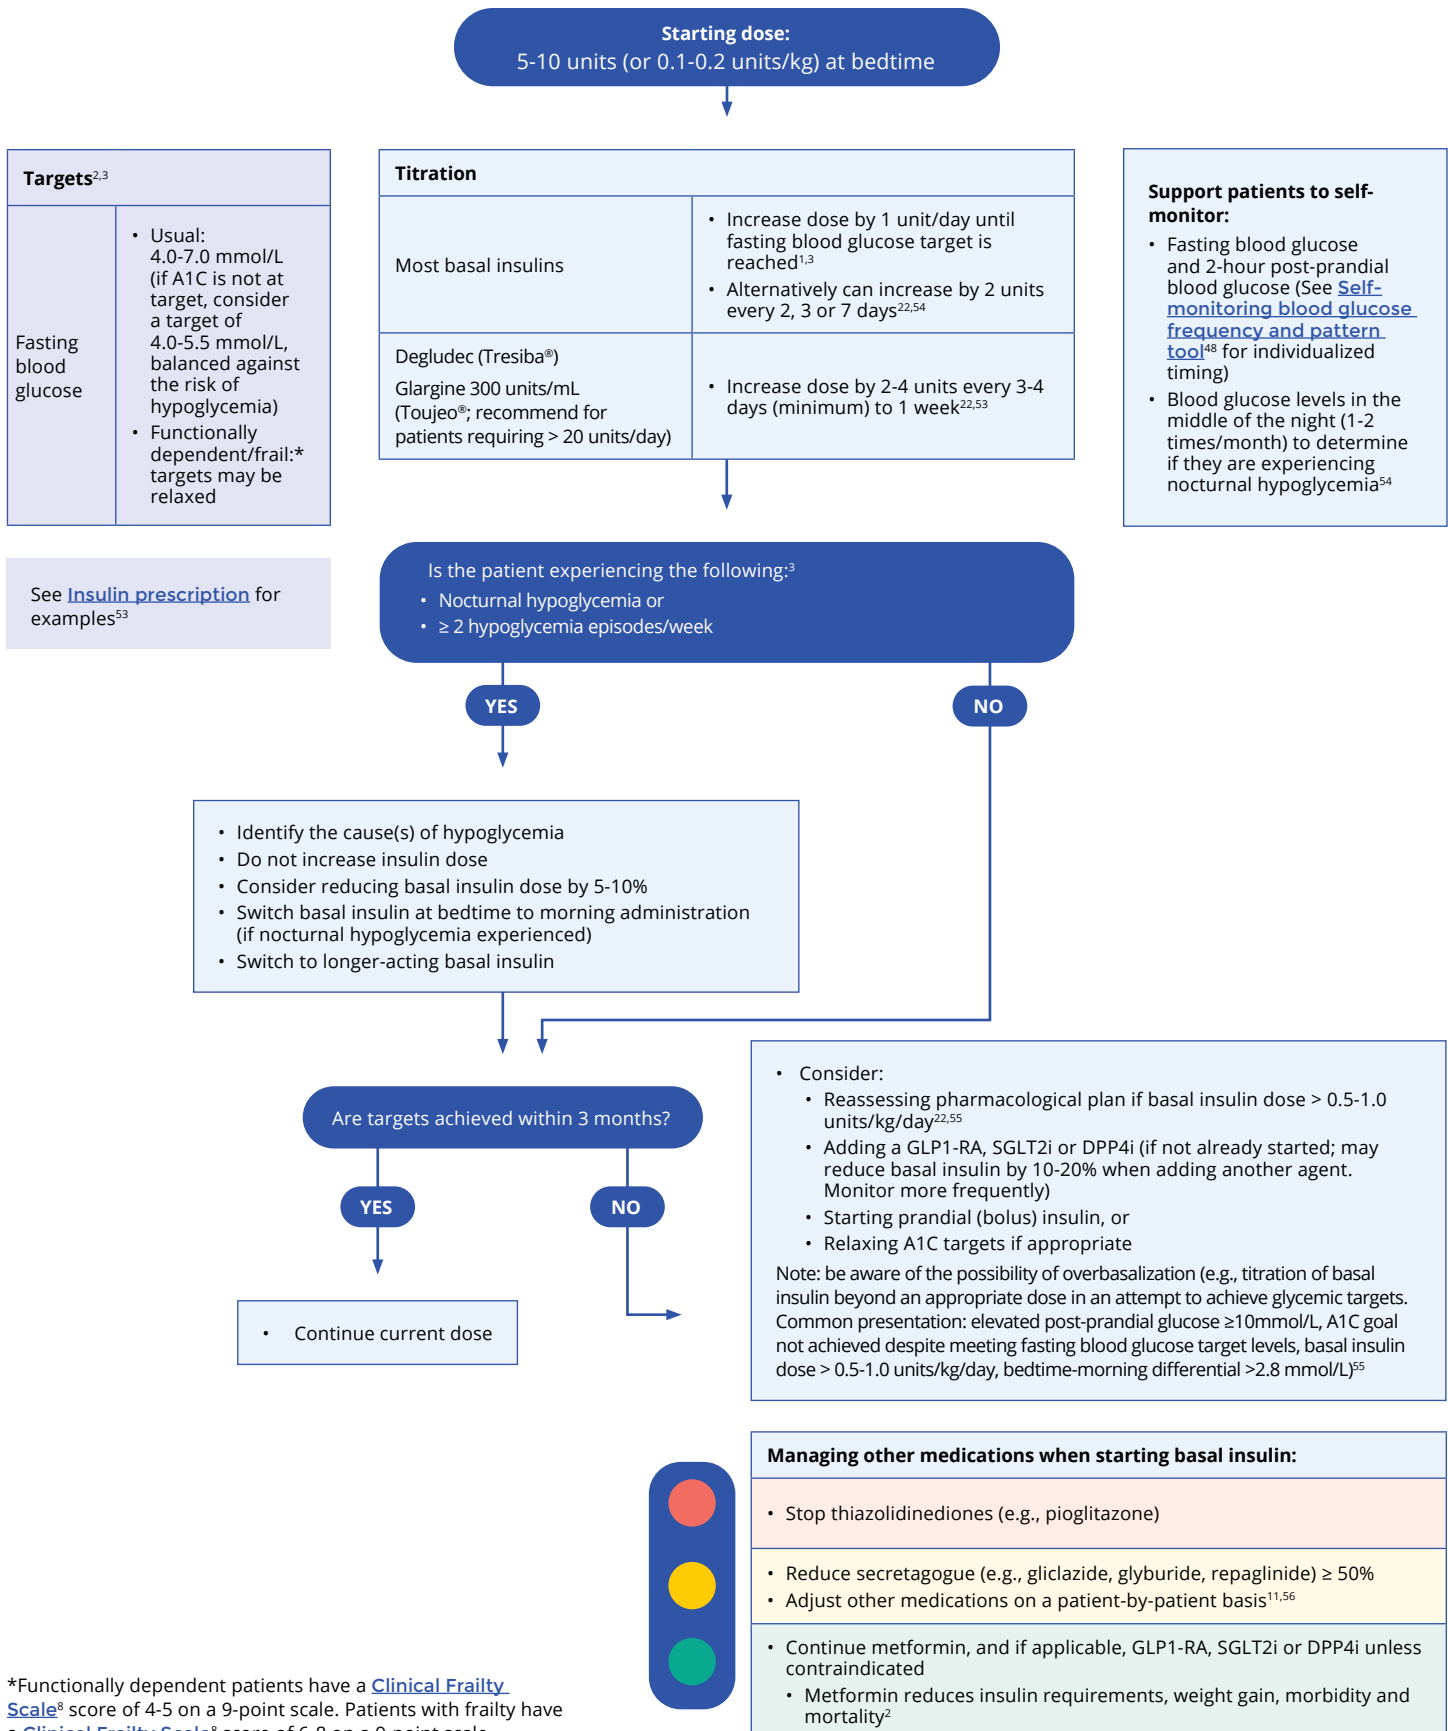 Starting dose:
5-10 units (or 0.1-0.2 units/kg) at bedtime
Targets2,3
Fasting
blood
glucose
• Usual:
4.0-7.0 mmol/L
(if A1C is not at
target, consider
a target of
4.0-5.5 mmol/L,
balanced against
the risk of
hypoglycemia)
• Functionally
dependent/frail:*
targets may be
relaxed
See Insulin prescription for
examples53
Titration
Most basal insulins
• Increase dose by 1 unit/day until
fasting blood glucose target is
reached1,3
• Alternatively can increase by 2 units
every 2, 3 or 7 days22,54
Degludec (Tresiba®)
Glargine 300 units/mL
(Toujeo®; recommend for
patients requiring > 20 units/day)
• Increase dose by 2-4 units every 3-4
days (minimum) to 1 week22,53
Support patients to self-
monitor:
• Fasting blood glucose
and 2-hour post-prandial
blood glucose (See Self-
monitoring blood glucose
frequency and pattern
tool48 for individualized
timing)
• Blood glucose levels in the
middle of the night (1-2
times/month) to determine
if they are experiencing
nocturnal hypoglycemia54
Is the patient experiencing the following:3
• Nocturnal hypoglycemia or
• ≥ 2 hypoglycemia episodes/week
YES
NO
• Identify the cause(s) of hypoglycemia
• Do not increase insulin dose
• Consider reducing basal insulin dose by 5-10%
• Switch basal insulin at bedtime to morning administration
(if nocturnal hypoglycemia experienced)
• Switch to longer-acting basal insulin
Are targets achieved within 3 months?
YES
NO
• Continue current dose
• Consider:
• Reassessing pharmacological plan if basal insulin dose > 0.5-1.0
units/kg/day22,55
• Adding a GLP1-RA, SGLT2i or DPP4i (if not already started; may
reduce basal insulin by 10-20% when adding another agent.
Monitor more frequently)
• Starting prandial (bolus) insulin, or
• Relaxing A1C targets if appropriate
Note: be aware of the possibility of overbasalization (e.g., titration of basal
insulin beyond an appropriate dose in an attempt to achieve glycemic targets.
Common presentation: elevated post-prandial glucose ≥10mmol/L, A1C goal
not achieved despite meeting fasting blood glucose target levels, basal insulin
dose > 0.5-1.0 units/kg/day, bedtime-morning differential >2.8 mmol/L)55
Managing other medications when starting basal insulin:
• Stop thiazolidinediones (e.g., pioglitazone)
• Reduce secretagogue (e.g., gliclazide, glyburide, repaglinide) ≥ 50%
• Adjust other medications on a patient-by-patient basis11,56
• Continue metformin, and if applicable, GLP1-RA, SGLT2i or DPP4i unless
contraindicated
• Metformin reduces insulin requirements, weight gain, morbidity and
mortality2
*Functionally dependent patients have a Clinical Frailty
Scale8 score of 4-5 on a 9-point scale. Patients with frailty have
a Clinical Frailty Scale8 score of 6-8 on a 9-point scale